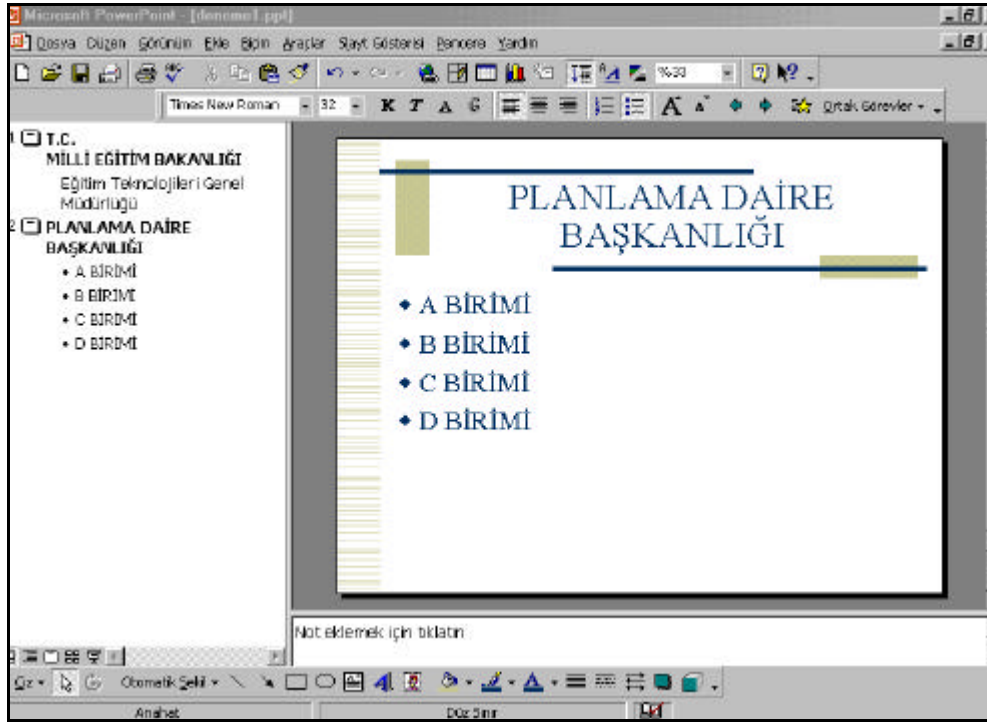 Microsoft PowerPoint - [deneme1.ppt]
Dosya Düzen Görünüm Ekle Biçim Araçlar Slayt Gösterisi Pencere Yardım
%33
Times New Roman 32 K T A G Ortak Görevler
1 T.C.
MİLLİ EĞİTİM BAKANLIĞI
Eğitim Teknolojileri Genel
Müdürlüğü
2 PLANLAMA DAİRE
BAŞKANLIĞI
• A BİRİMİ
• B BİRİMİ
• C BİRİMİ
• D BİRİMİ
PLANLAMA DAİRE
BAŞKANLIĞI
A BİRİMİ
B BİRİMİ
C BİRİMİ
D BİRİMİ
Not eklemek için tıklatın
Otomatik Şekil
Anahat Düz Sınır